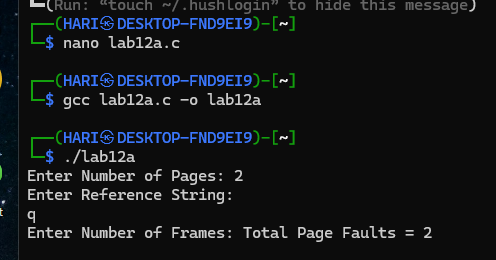 (Run: “touch ~/.hushlogin” to hide this message)
┌──(HARI㉿DESKTOP-FND9EI9)-[~]
└─$ nano lab12a.c
┌──(HARI㉿DESKTOP-FND9EI9)-[~]
└─$ gcc lab12a.c -o lab12a
┌──(HARI㉿DESKTOP-FND9EI9)-[~]
└─$ ./lab12a
Enter Number of Pages: 2
Enter Reference String:
q
Enter Number of Frames: Total Page Faults = 2